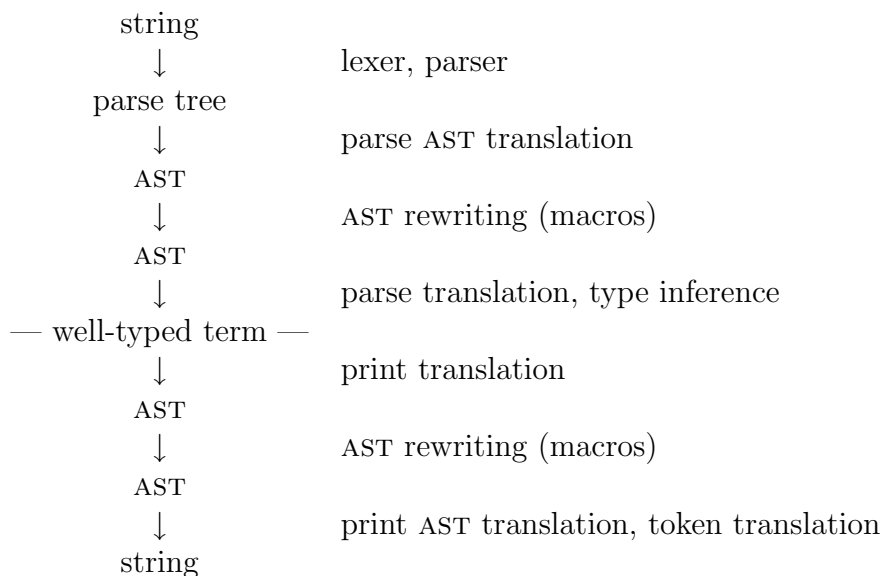 string
↓ lexer, parser
parse tree
↓ parse AST translation
AST
↓ AST rewriting (macros)
AST
↓ parse translation, type inference
— well-typed term —
↓ print translation
AST
↓ AST rewriting (macros)
AST
↓ print AST translation, token translation
string